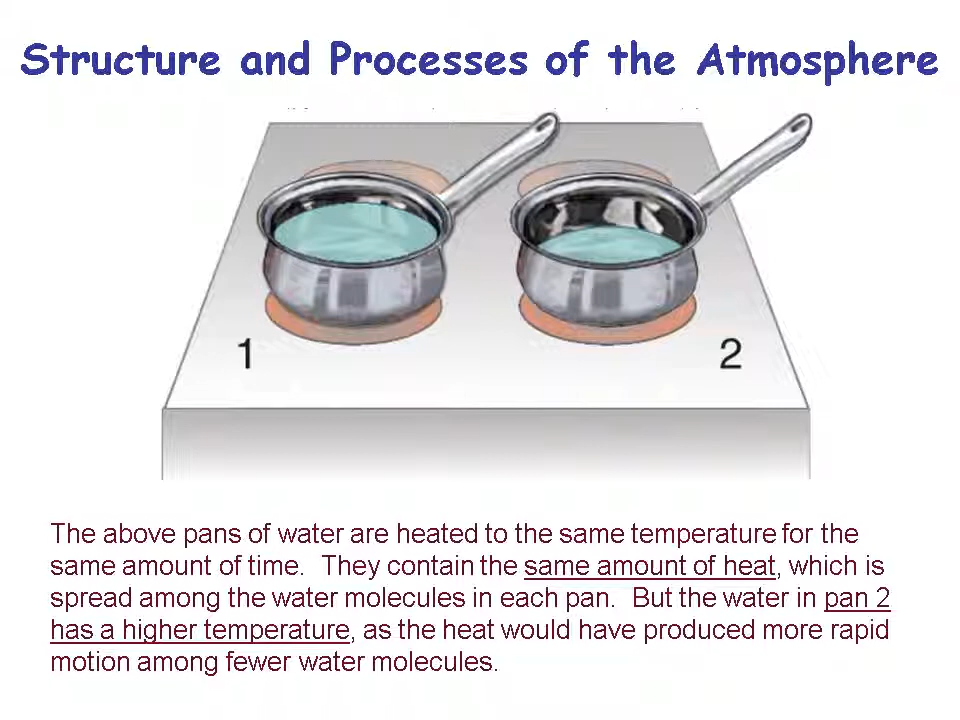 Structure and Processes of the Atmosphere
1
2
The above pans of water are heated to the same temperature for the
same amount of time.  They contain the same amount of heat, which is
spread among the water molecules in each pan.  But the water in pan 2
has a higher temperature, as the heat would have produced more rapid
motion among fewer water molecules.